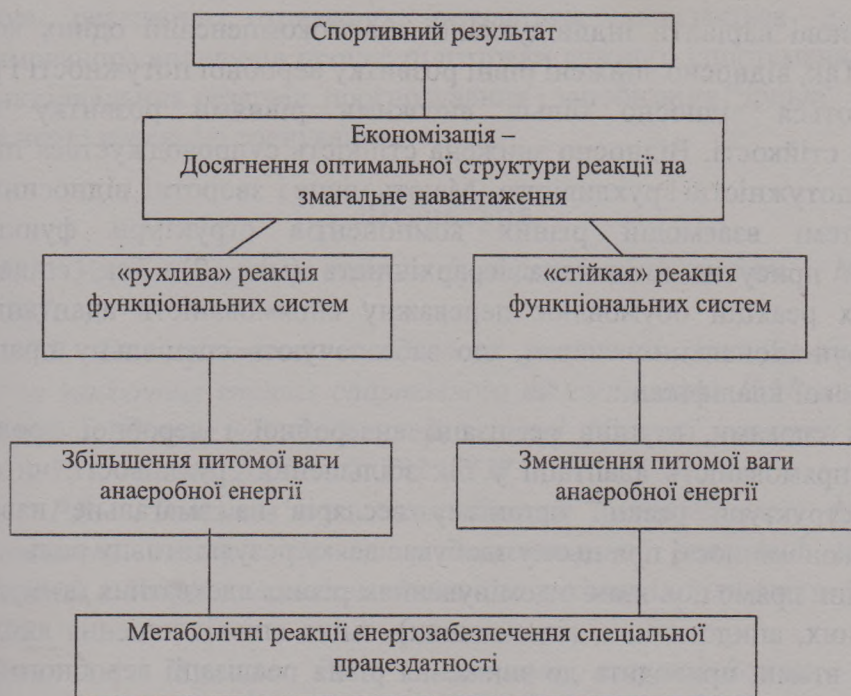 Спортивний результат
Економізація –
Досягнення оптимальної структури реакції на
змагальне навантаження
«рухлива» реакція
функціональних систем
«стійкая» реакція
функціональних систем
Збільшення питомої ваги
анаеробної енергії
Зменшення питомої ваги
анаеробної енергії
Метаболічні реакції енергозабезпечення спеціальної
працездатності